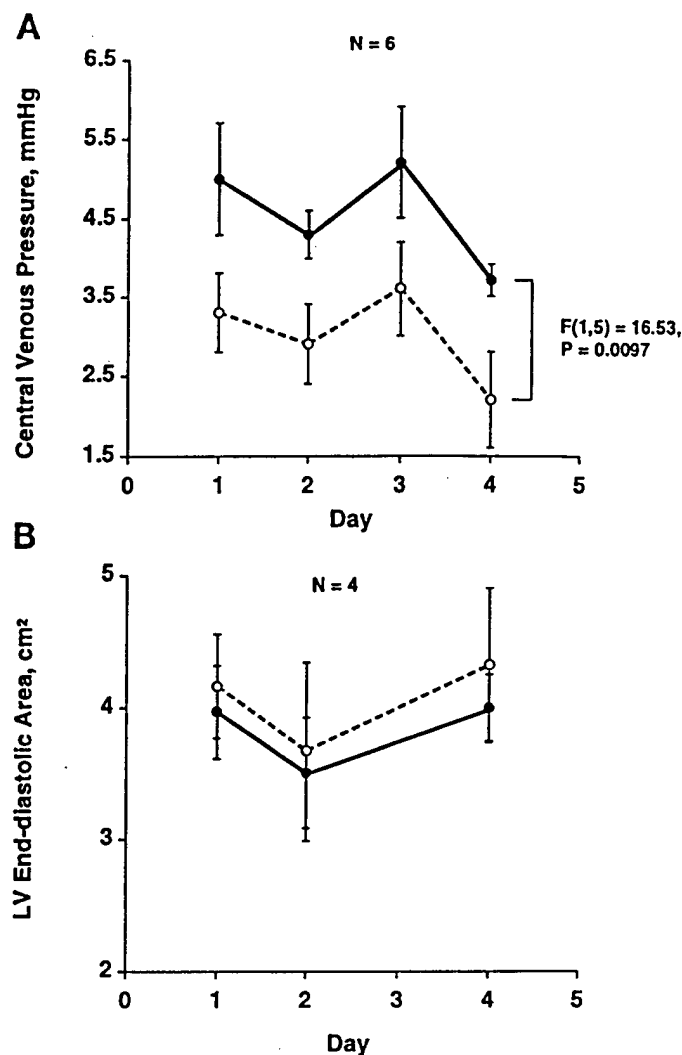 A
N = 6
Central Venous Pressure, mmHg
6.5
5.5
4.5
3.5
2.5
1.5
F(1,5) = 16.53,
P = 0.0097
0 1 2 3 4 5
Day
B
N = 4
LV End-diastolic Area, cm²
5
4
3
2
0 1 2 3 4 5
Day